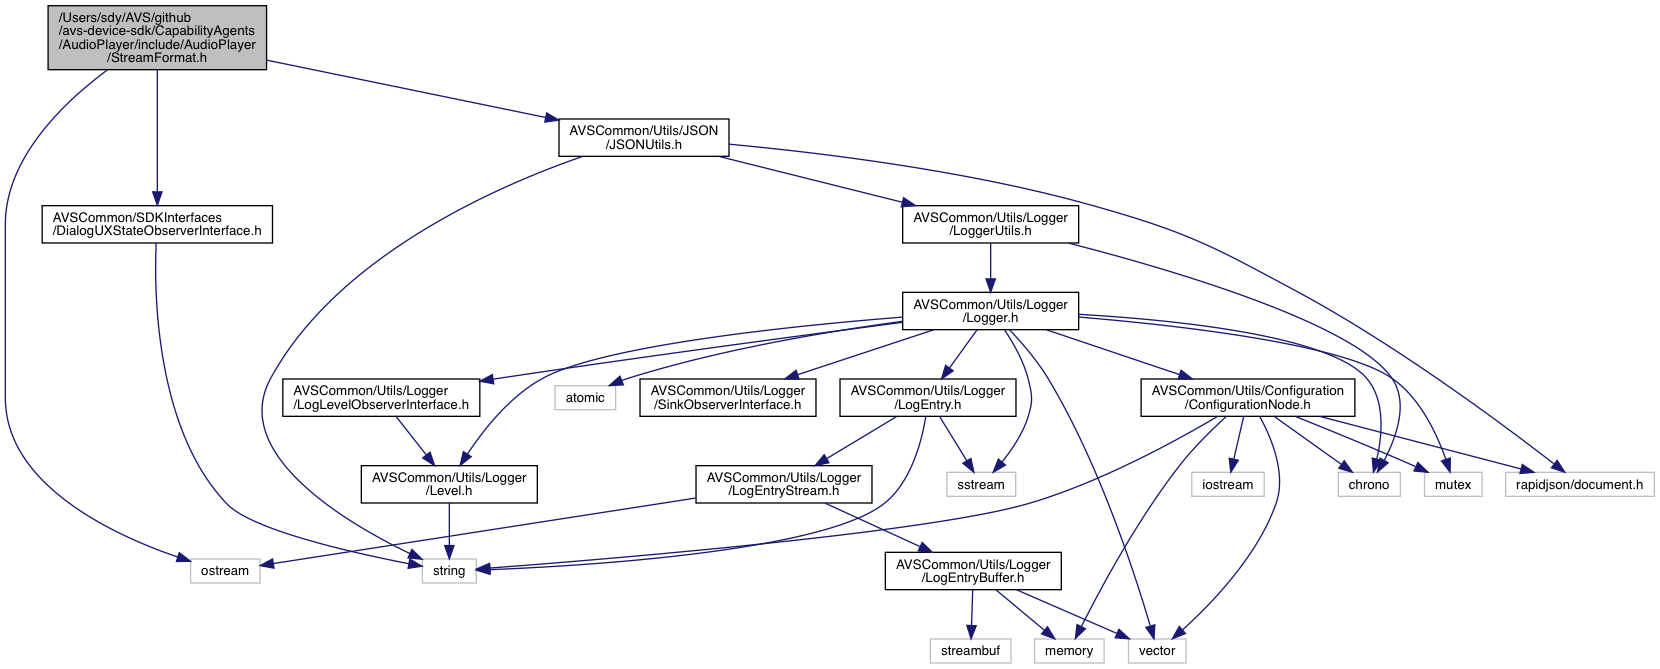 /Users/sdy/AVS/github
/avs-device-sdk/CapabilityAgents
/AudioPlayer/include/AudioPlayer
/StreamFormat.h
AVSCommon/Utils/JSON
/JSONUtils.h
AVSCommon/SDKInterfaces
/DialogUXStateObserverInterface.h
AVSCommon/Utils/Logger
/LoggerUtils.h
AVSCommon/Utils/Logger
/Logger.h
AVSCommon/Utils/Logger
/LogLevelObserverInterface.h
atomic
AVSCommon/Utils/Logger
/SinkObserverInterface.h
AVSCommon/Utils/Logger
/LogEntry.h
AVSCommon/Utils/Configuration
/ConfigurationNode.h
AVSCommon/Utils/Logger
/Level.h
AVSCommon/Utils/Logger
/LogEntryStream.h
sstream
iostream
chrono
mutex
rapidjson/document.h
ostream
string
AVSCommon/Utils/Logger
/LogEntryBuffer.h
streambuf
memory
vector